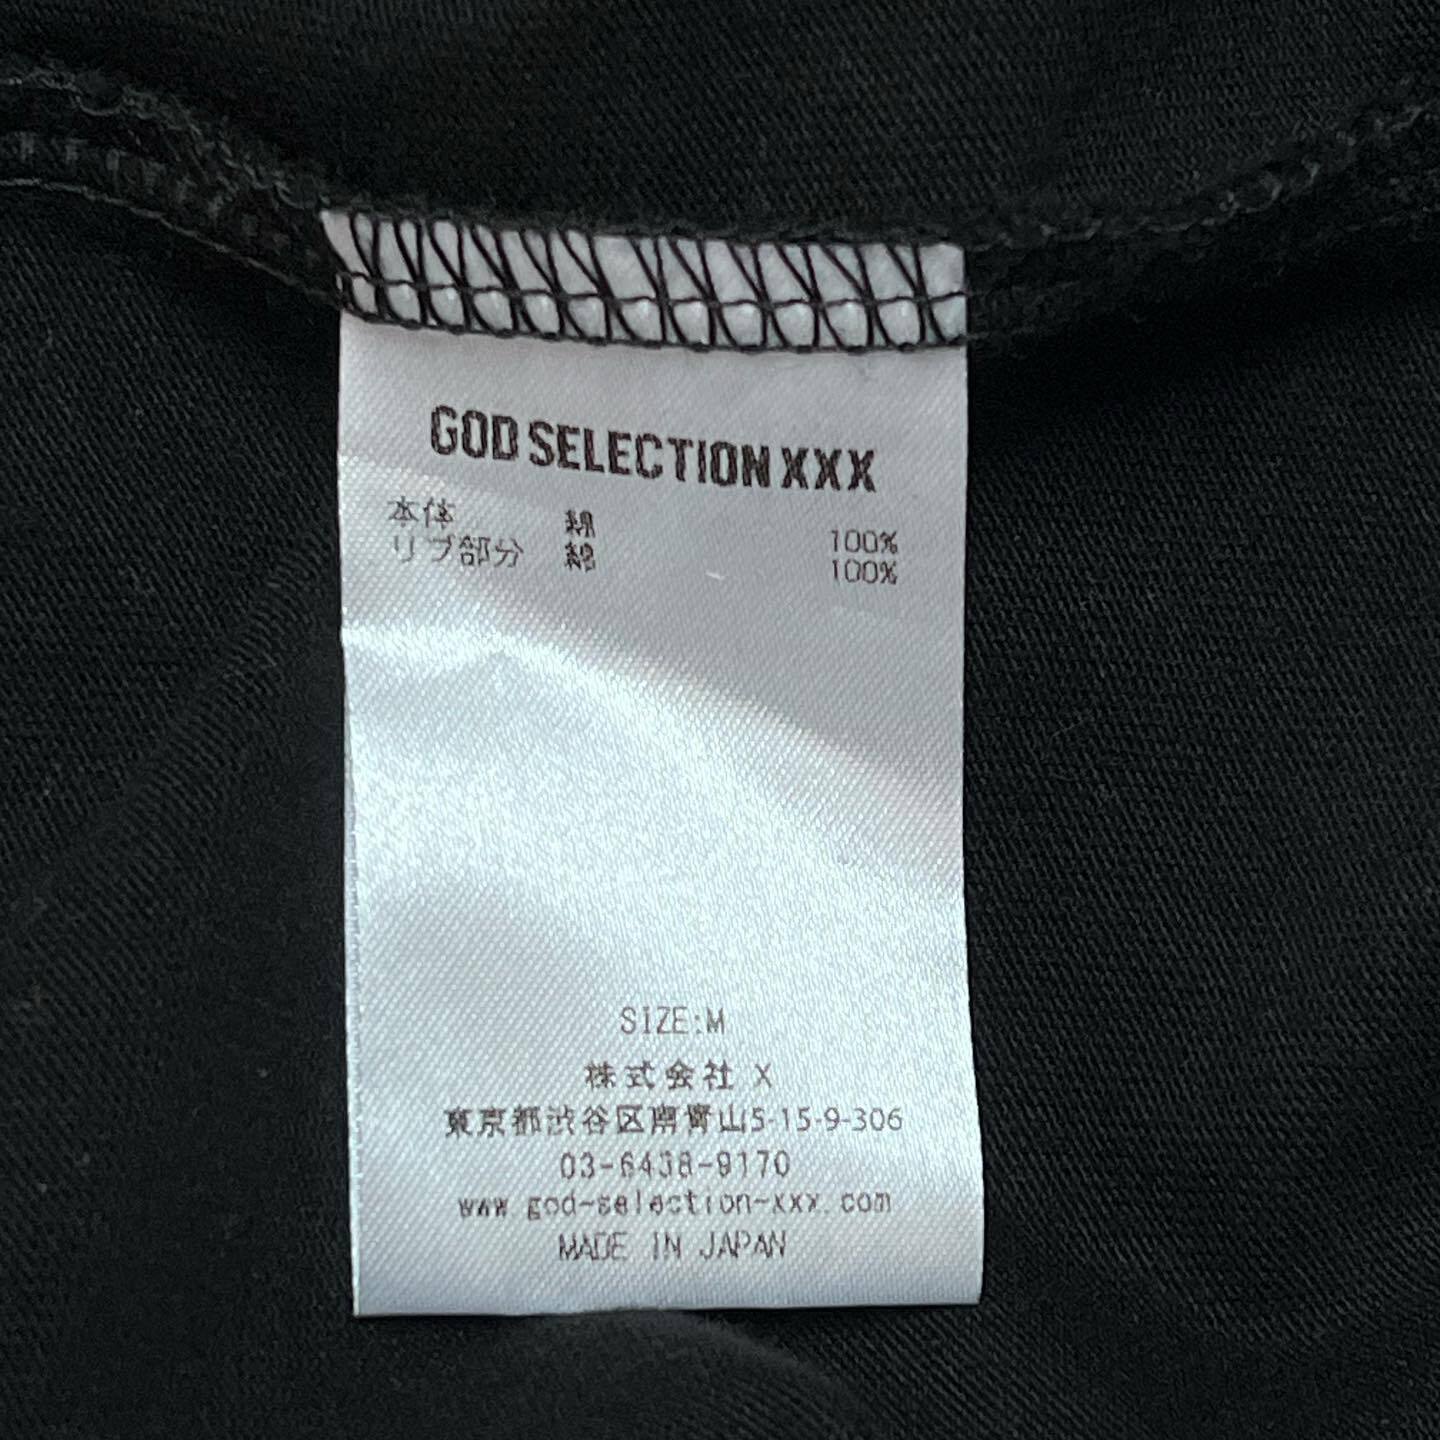 GOD SELECTION XXX
本体 綿 100%
リブ部分 綿 100%
SIZE:M
株式会社 X
東京都渋谷区南青山5-15-9-306
03-6438-9170
www.god-selection-xxx.com
MADE IN JAPAN